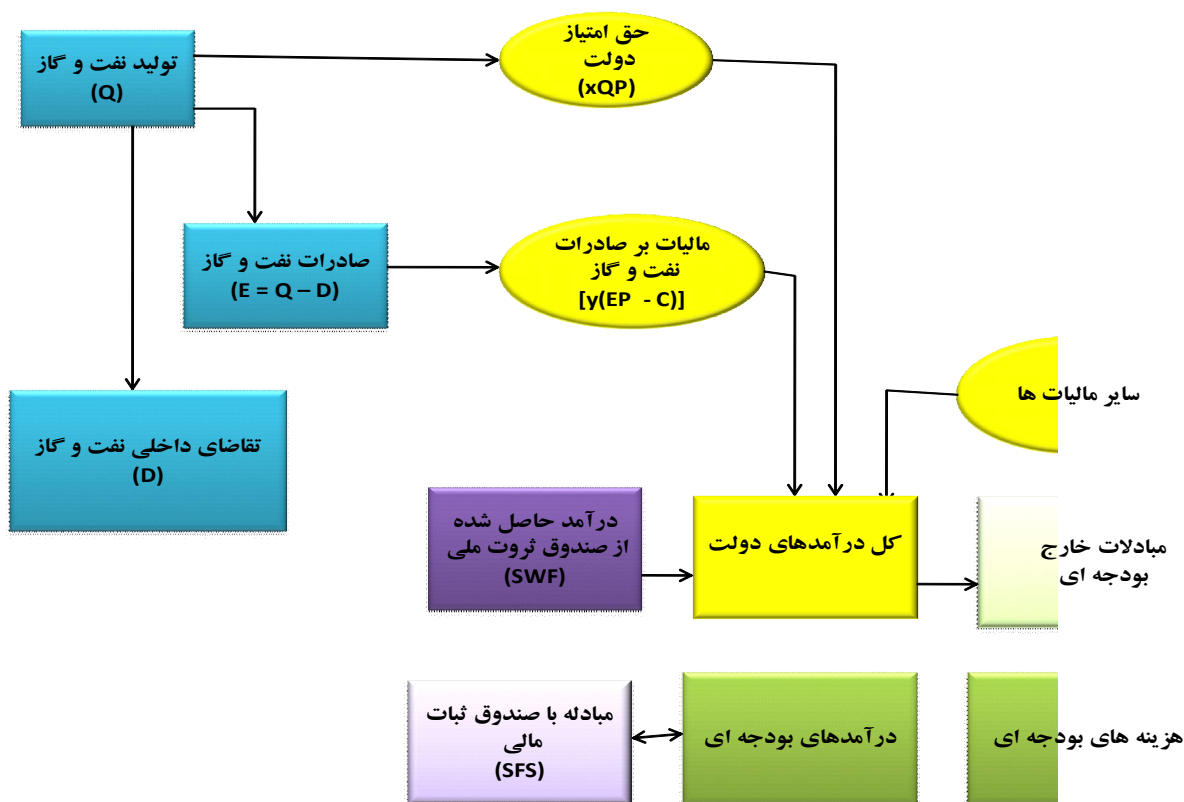 تولید نفت و گاز
(Q)
حق امتیاز
دولت
(xQP)
صادرات نفت و گاز
(E = Q – D)
مالیات بر صادرات
نفت و گاز
[y(EP - C)]
سایر مالیات ها
تقاضای داخلی نفت و گاز
(D)
درآمد حاصل شده
از صندوق ثروت ملی
(SWF)
کل درآمدهای دولت
مبادلات خارج
بودجه ای
مبادله با صندوق ثبات
مالی
(SFS)
درآمدهای بودجه ای
هزینه های بودجه ای